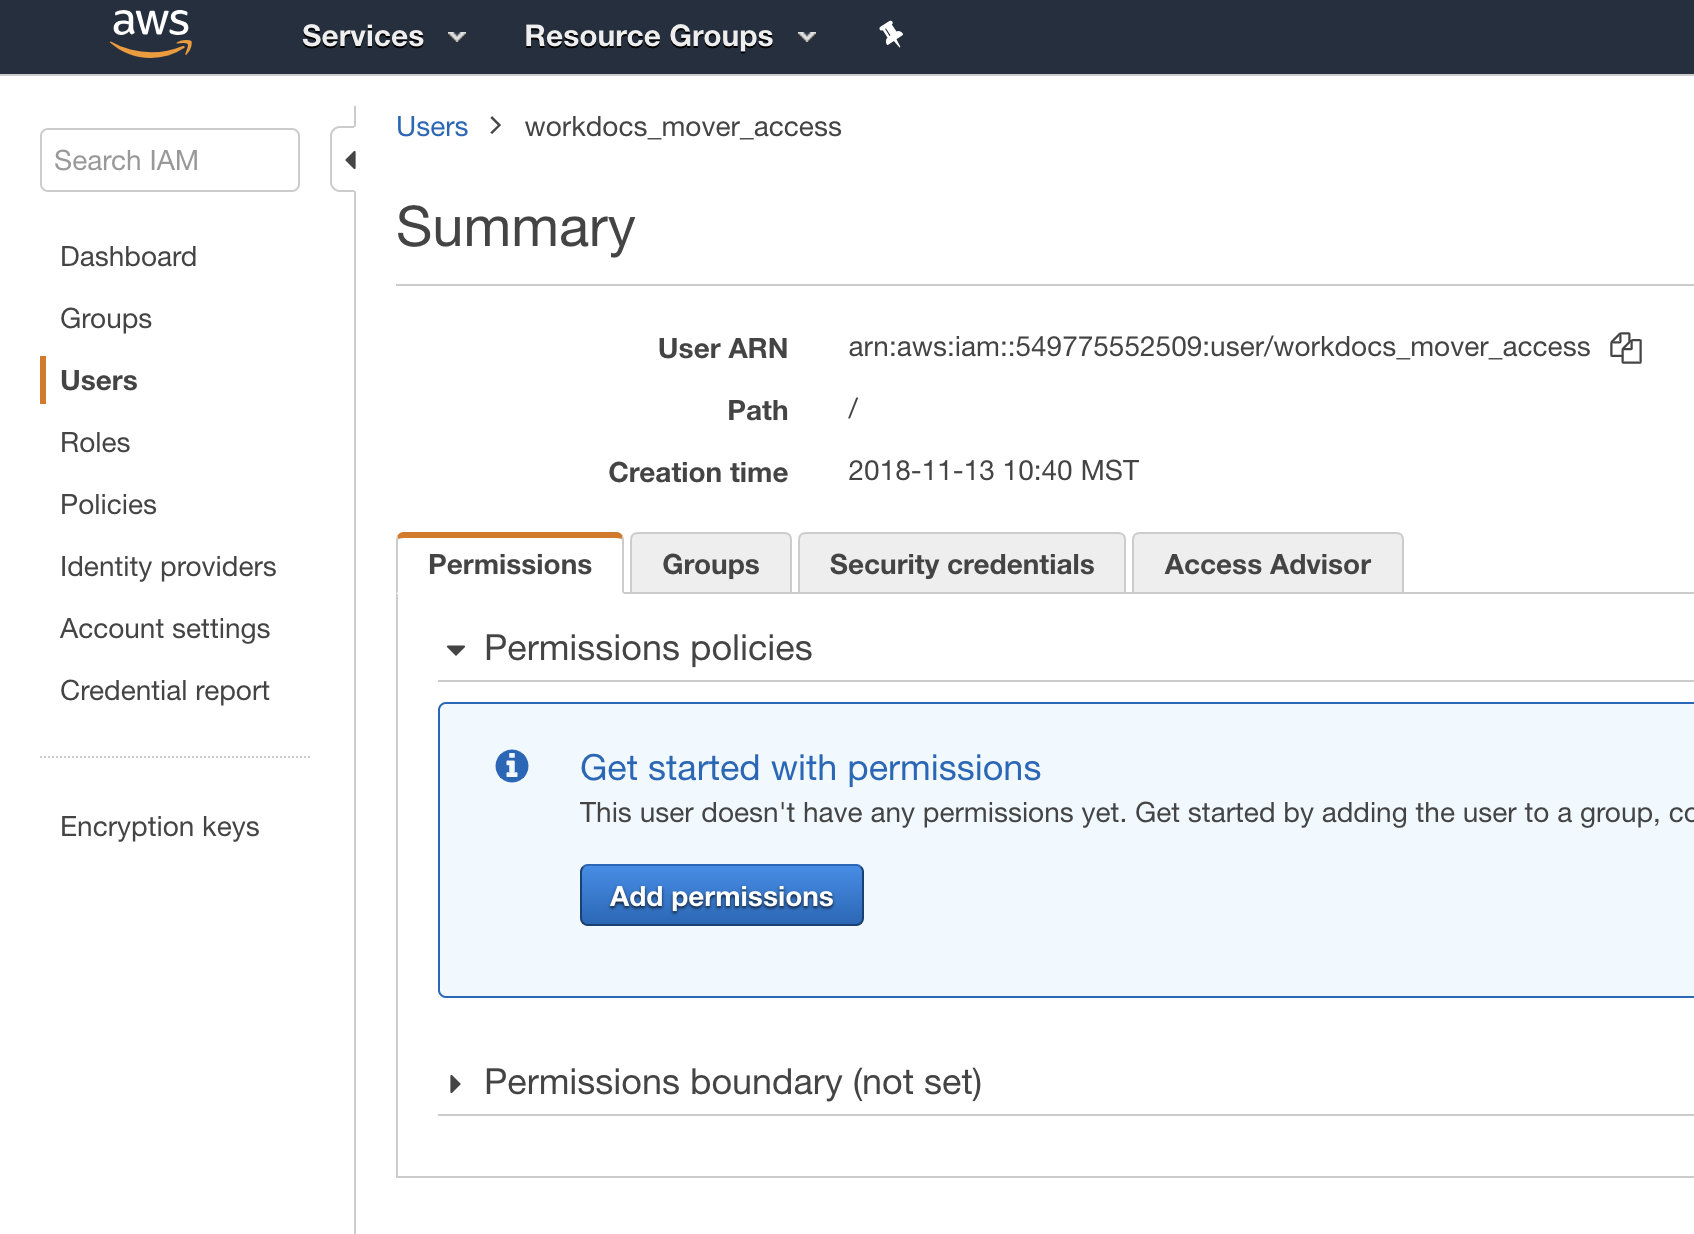 aws Services Resource Groups
Users > workdocs_mover_access
Search IAM
Dashboard
Groups
Users
Roles
Policies
Identity providers
Account settings
Credential report
Encryption keys
Summary
User ARN arn:aws:iam::549775552509:user/workdocs_mover_access
Path /
Creation time 2018-11-13 10:40 MST
Permissions Groups Security credentials Access Advisor
Permissions policies
Get started with permissions
This user doesn't have any permissions yet. Get started by adding the user to a group, co
Add permissions
Permissions boundary (not set)